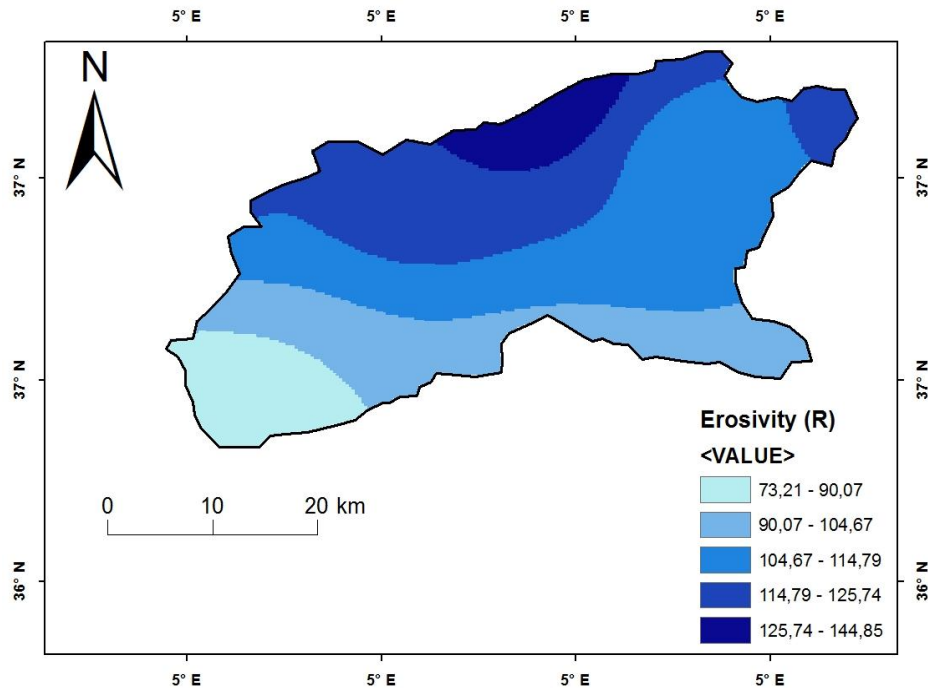 5° E 5° E 5° E 5° E
N
37° N 37° N
37° N 37° N
Erosivity (R)
<VALUE>
73,21 - 90,07
90,07 - 104,67
104,67 - 114,79
114,79 - 125,74
125,74 - 144,85
0 10 20 km
36° N 36° N
5° E 5° E 5° E 5° E